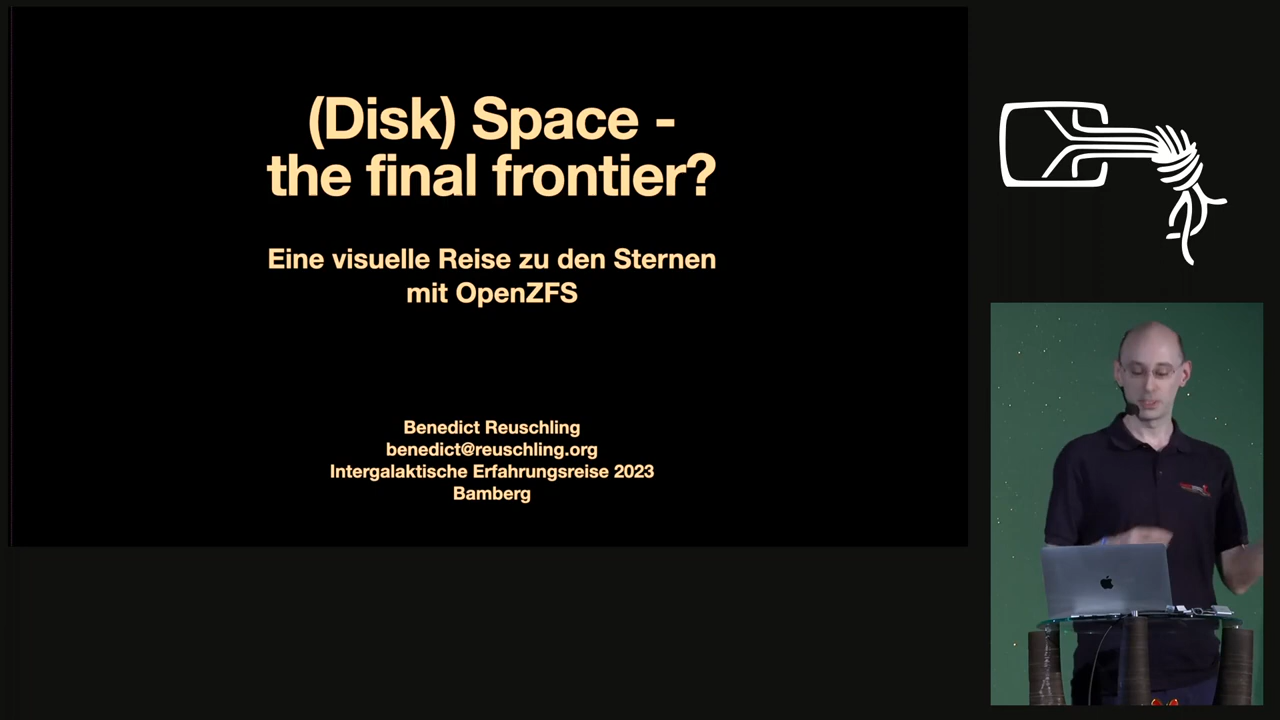 (Disk) Space -
the final frontier?
Eine visuelle Reise zu den Sternen
mit OpenZFS
Benedict Reuschling
benedict@reuschling.org
Intergalaktische Erfahrungsreise 2023
Bamberg